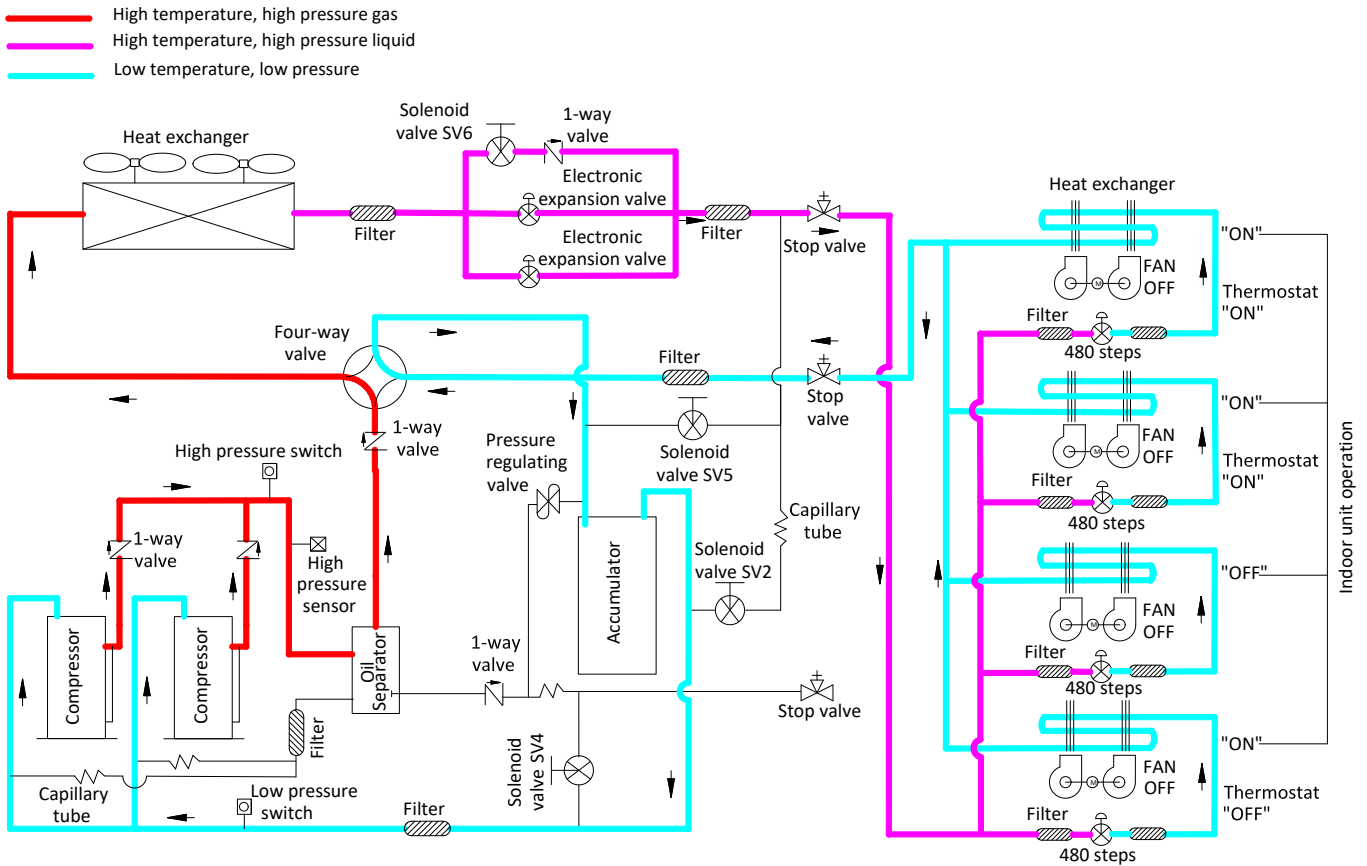 High temperature, high pressure gas
High temperature, high pressure liquid
Low temperature, low pressure
Solenoid
valve SV6
1-way
valve
Heat exchanger
Electronic
expansion valve
Filter
Filter
Electronic
expansion valve
Stop valve
Heat exchanger
"ON"
FAN
OFF
Thermostat
"ON"
Filter
480 steps
Four-way
valve
Filter
Stop
valve
"ON"
FAN
OFF
Thermostat
"ON"
Filter
480 steps
1-way
valve
High pressure switch
Pressure
regulating
valve
Solenoid
valve SV5
Capillary
tube
1-way
valve
High
pressure
sensor
Accumulator
Solenoid
valve SV2
"OFF"
FAN
OFF
Filter
480 steps
Indoor unit operation
Compressor
Compressor
Oil
Separator
1-way
valve
Stop valve
Filter
Solenoid
valve SV4
Capillary
tube
Low pressure
switch
Filter
"ON"
FAN
OFF
Thermostat
"OFF"
Filter
480 steps
M
M
M
M